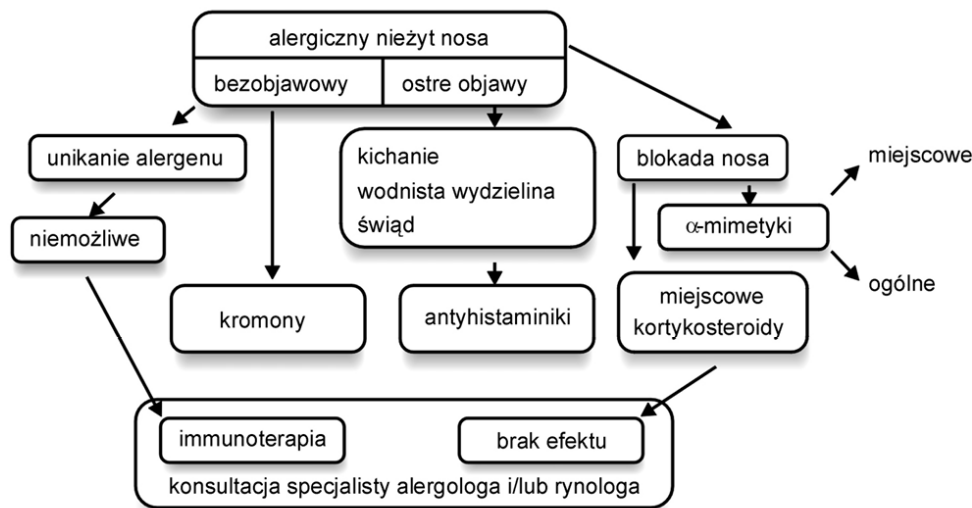 alergiczny nieżyt nosa
bezobjawowy
ostre objawy
unikanie alergenu
kichanie
wodnista wydzielina
świąd
blokada nosa
miejscowe
niemożliwe
α-mimetyki
ogólne
kromony
antyhistaminiki
miejscowe
kortykosteroidy
immunoterapia
brak efektu
konsultacja specjalisty alergologa i/lub rynologa